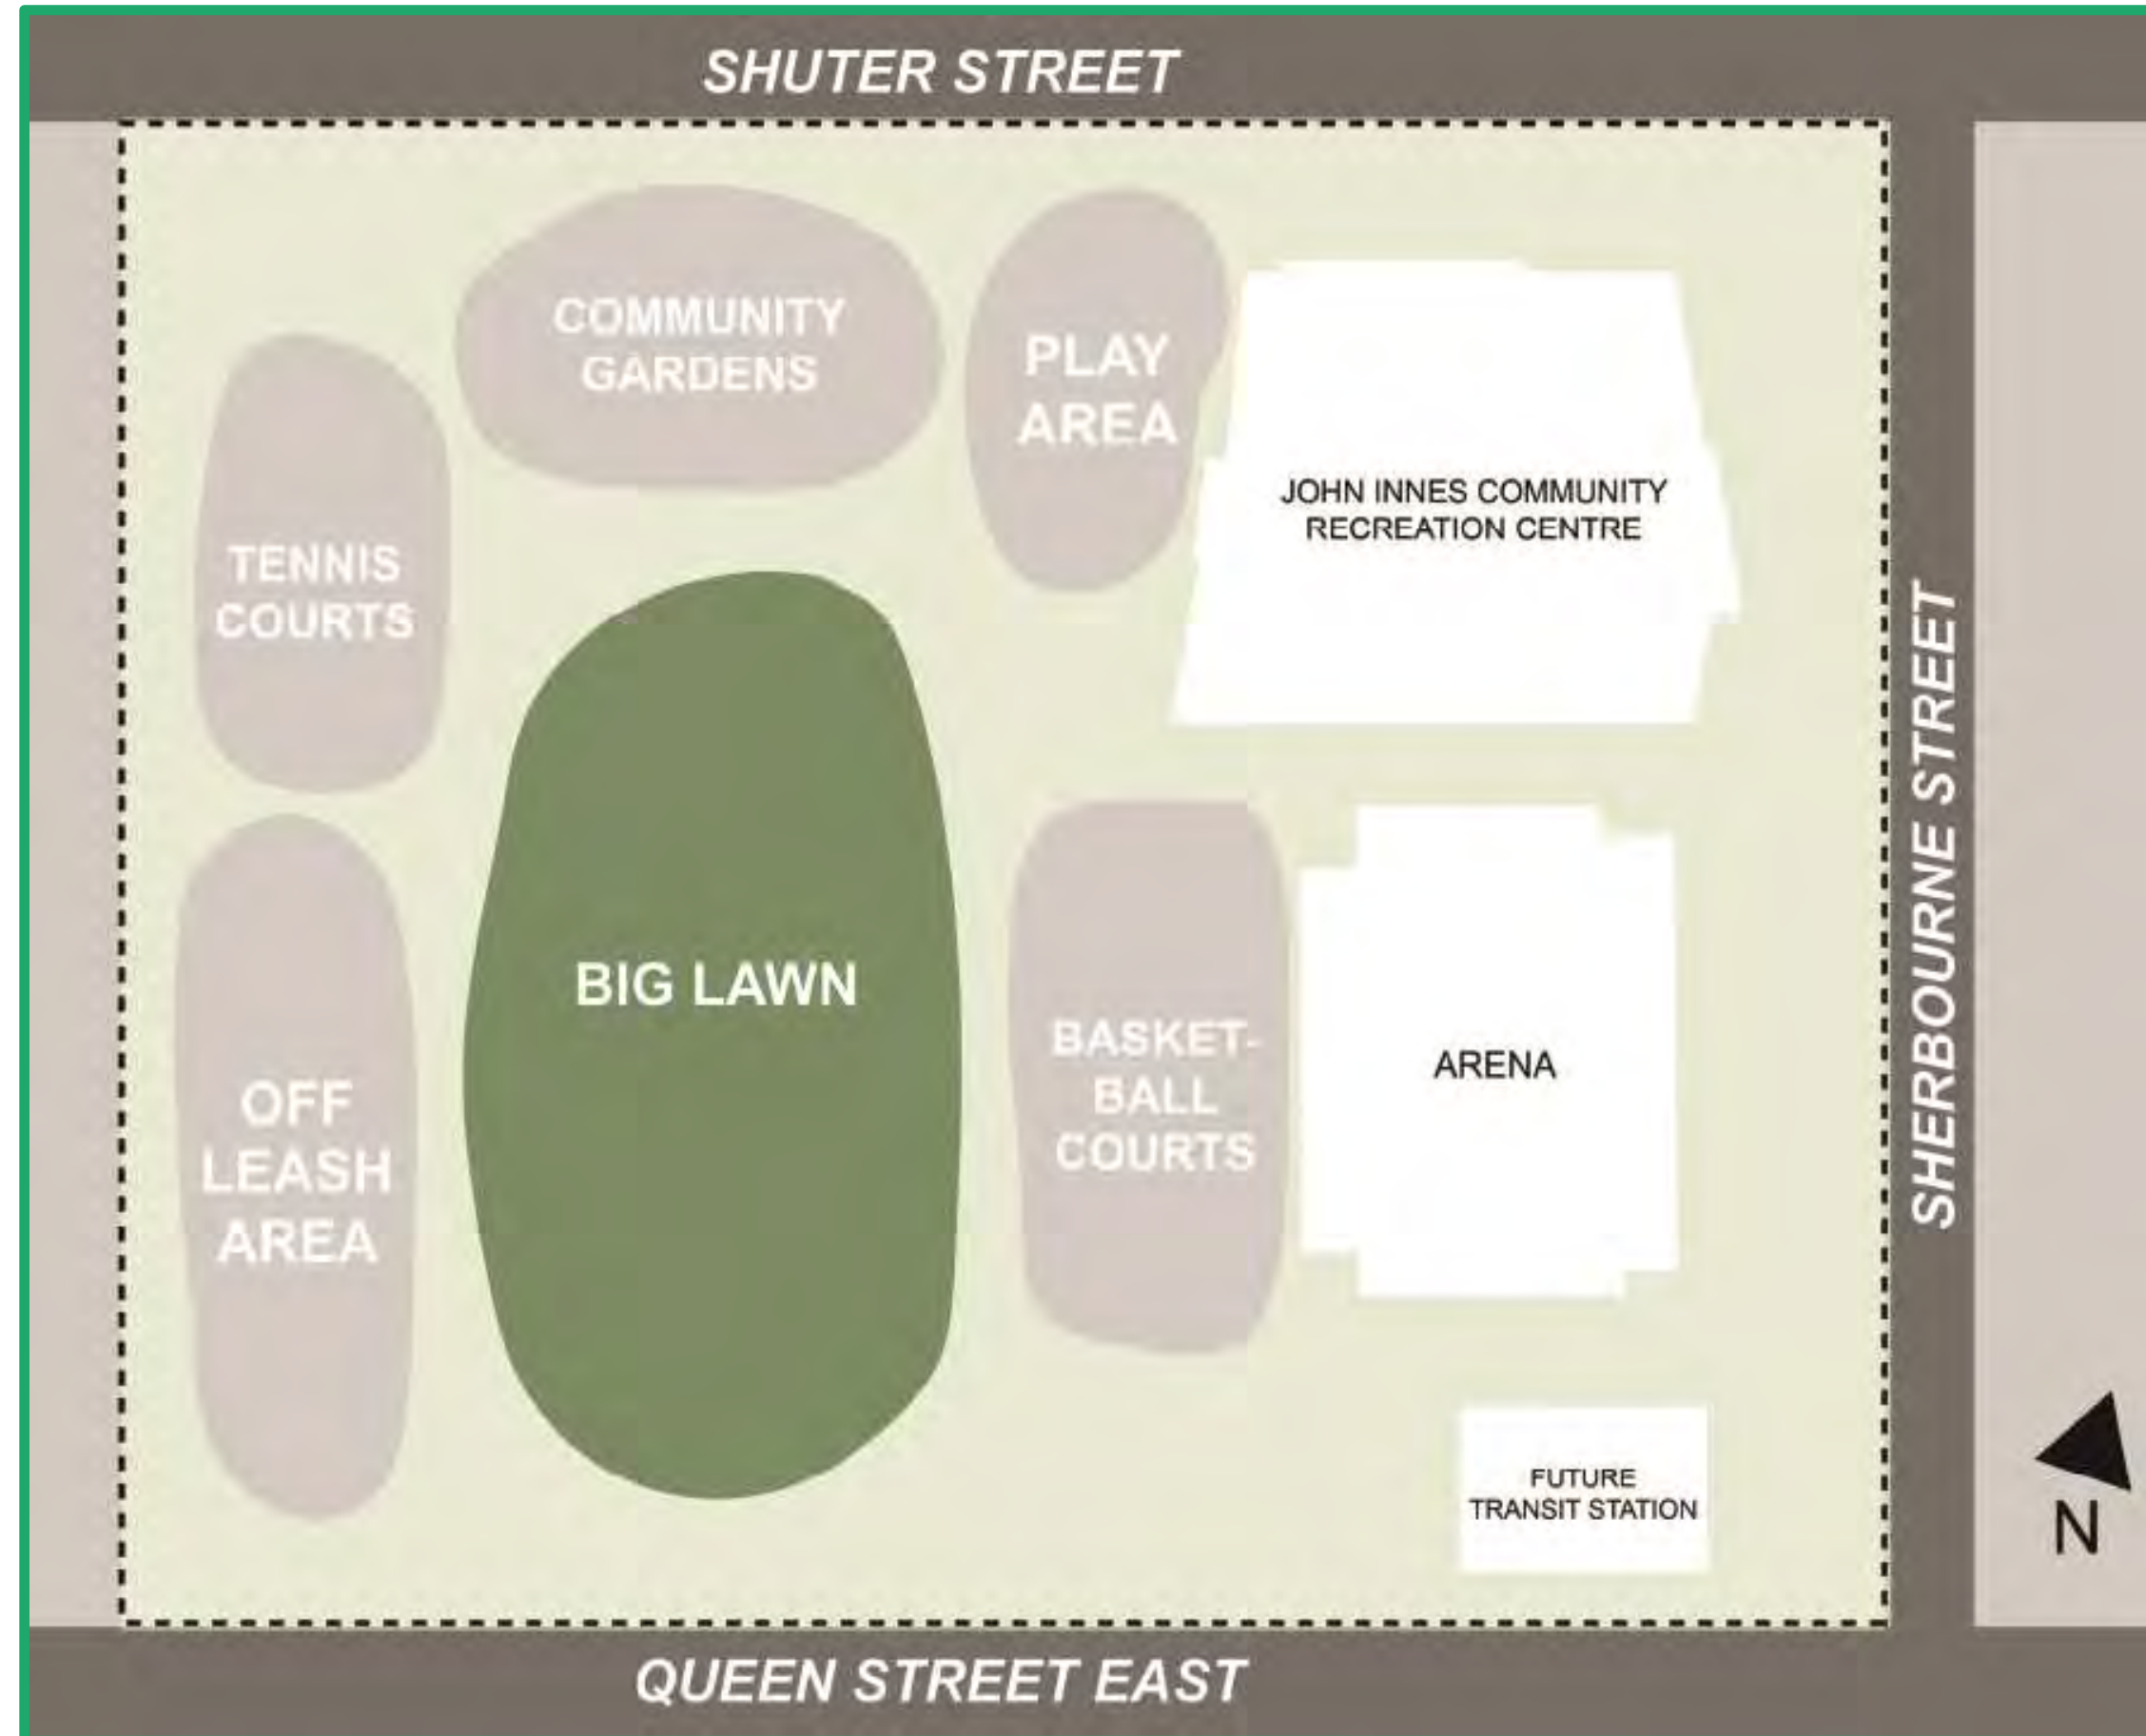 SHUTER STREET
COMMUNITY
GARDENS
PLAY
AREA
JOHN INNES COMMUNITY
RECREATION CENTRE
TENNIS
COURTS
SHERBOURNE STREET
BIG LAWN
BASKET-
BALL
COURTS
ARENA
OFF
LEASH
AREA
FUTURE
TRANSIT STATION
N
QUEEN STREET EAST